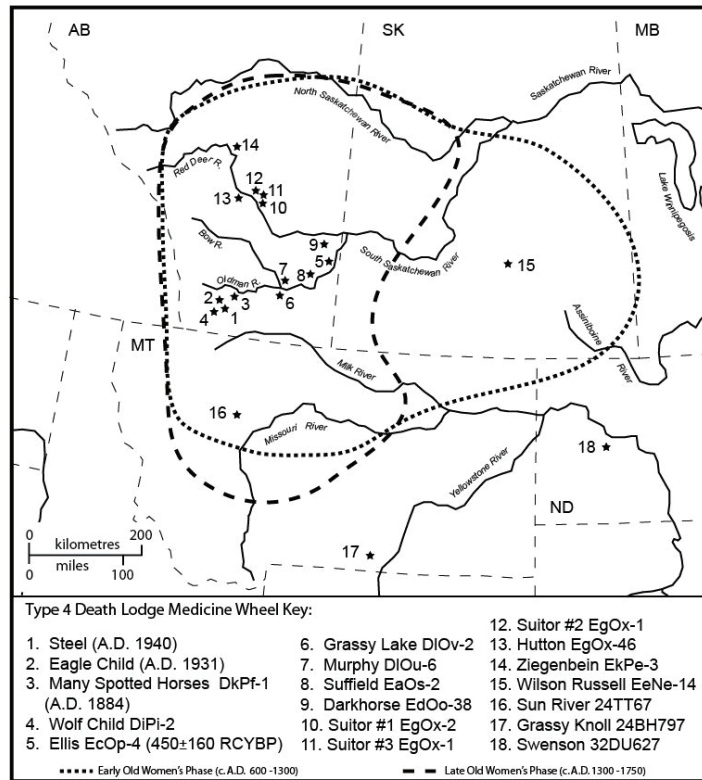 AB
SK
MB
Saskatchewan River
North Saskatchewan River
14
Red Deer R.
12
11
13
10
Lake Winnipegosis
Bow R.
9
5
South Saskatchewan River
15
8
7
Oldman R.
2
3
6
4
1
Assiniboine River
MT
Milk River
16
Missouri River
Yellowstone River
18
ND
17
0 200
kilometres
miles
0 100
Type 4 Death Lodge Medicine Wheel Key:
1. Steel (A.D. 1940)
2. Eagle Child (A.D. 1931)
3. Many Spotted Horses DkPf-1
(A.D. 1884)
4. Wolf Child DiPi-2
5. Ellis EcOp-4 (450±160 RCYBP)
6. Grassy Lake DlOv-2
7. Murphy DlOu-6
8. Suffield EaOs-2
9. Darkhorse EdOo-38
10. Suitor #1 EgOx-2
11. Suitor #3 EgOx-1
12. Suitor #2 EgOx-1
13. Hutton EgOx-46
14. Ziegenbein EkPe-3
15. Wilson Russell EeNe-14
16. Sun River 24TT67
17. Grassy Knoll 24BH797
18. Swenson 32DU627
Early Old Women's Phase (c. A.D. 600 -1300)
Late Old Women's Phase (c. A.D. 1300 -1750)